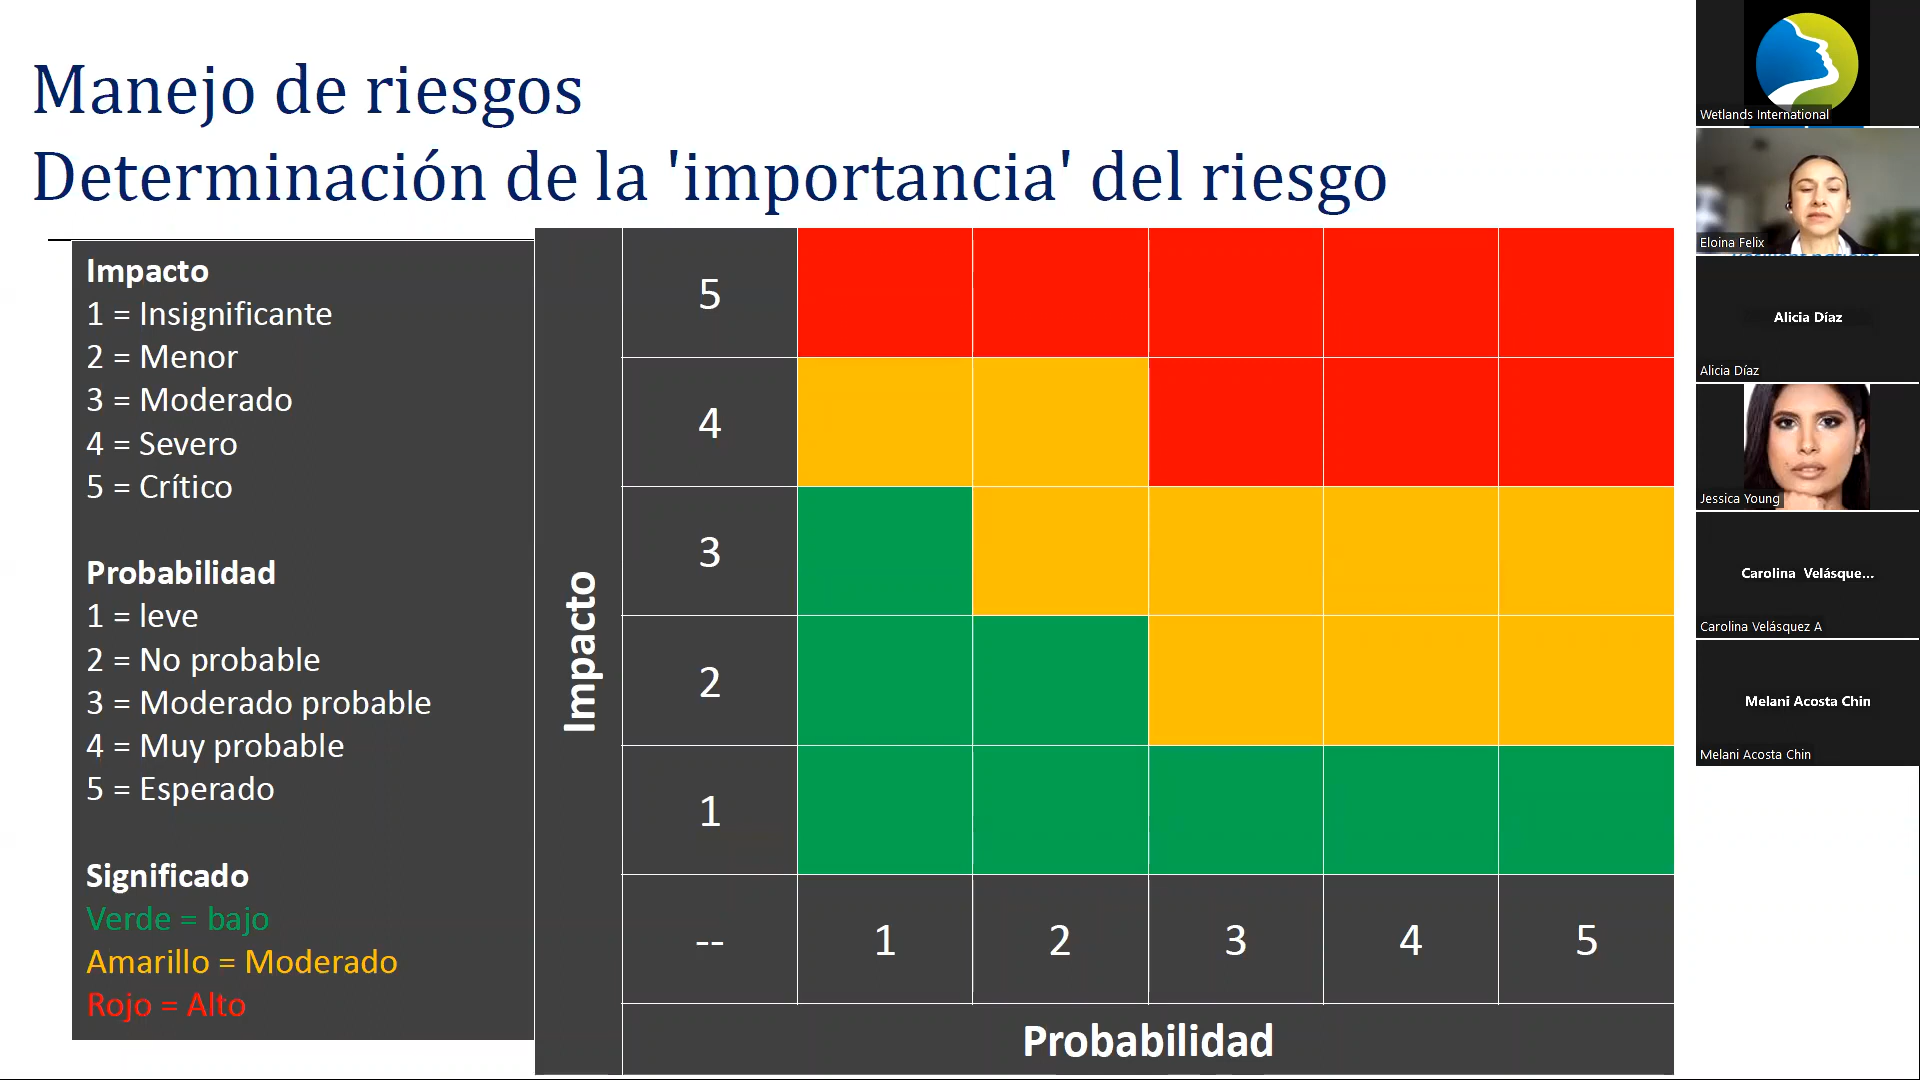 Manejo de riesgos
Determinación de la 'importancia' del riesgo
Impacto
1 = Insignificante
2 = Menor
3 = Moderado
4 = Severo
5 = Crítico
Probabilidad
1 = leve
2 = No probable
3 = Moderado probable
4 = Muy probable
5 = Esperado
Significado
Verde = bajo
Amarillo = Moderado
Rojo = Alto
Impacto
5
4
3
2
1
-- 1 2 3 4 5
Probabilidad
Wetlands International
Eloina Felix
Alicia Díaz
Alicia Díaz
Jessica Young
Carolina Velásque...
Carolina Velásquez A
Melani Acosta Chin
Melani Acosta Chin